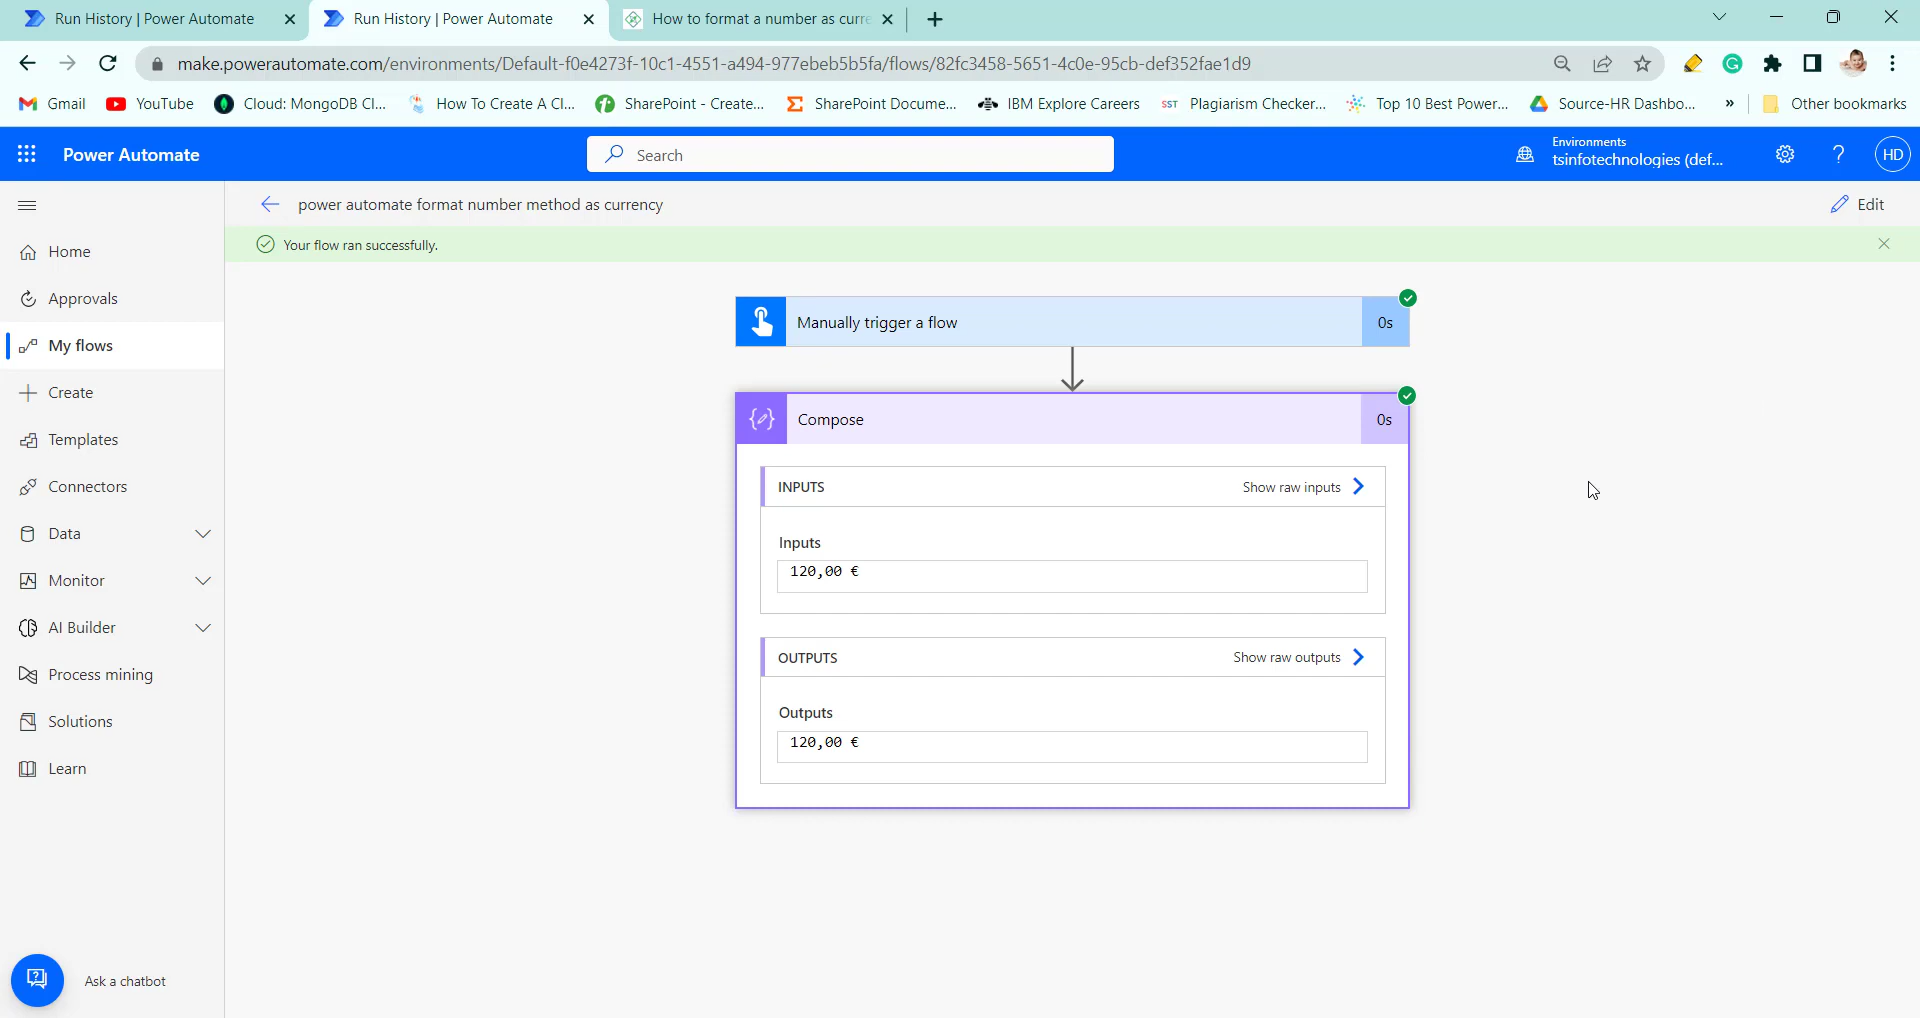 Run History | Power Automate
Run History | Power Automate
How to format a number as curre
make.powerautomate.com/environments/Default-f0e4273f-10c1-4551-a494-977ebeb5b5fa/flows/82fc3458-5651-4c0e-95cb-def352fae1d9
Gmail
YouTube
Cloud: MongoDB Cl...
How To Create A Cl...
SharePoint - Create...
SharePoint Docume...
IBM Explore Careers
SST
Plagiarism Checker...
Top 10 Best Power...
Source-HR Dashbo...
»
Other bookmarks
Power Automate
Search
Environments
tsinfotechnologies (def...
?
HD
power automate format number method as currency
Edit
Your flow ran successfully.
Home
Approvals
My flows
Create
Templates
Connectors
Data
Monitor
AI Builder
Process mining
Solutions
Learn
Ask a chatbot
Manually trigger a flow
0s
Compose
0s
INPUTS
Show raw inputs
Inputs
120,00 €
OUTPUTS
Show raw outputs
Outputs
120,00 €